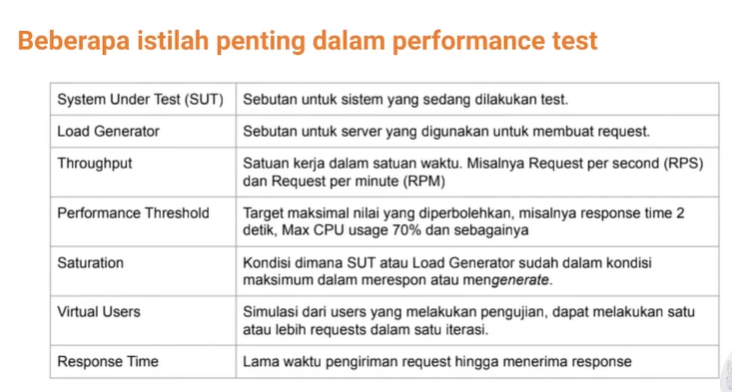 Beberapa istilah penting dalam performance test
System Under Test (SUT) Sebutan untuk sistem yang sedang dilakukan test.
Load Generator Sebutan untuk server yang digunakan untuk membuat request.
Throughput Satuan kerja dalam satuan waktu. Misalnya Request per second (RPS)
dan Request per minute (RPM)
Performance Threshold Target maksimal nilai yang diperbolehkan, misalnya response time 2
detik, Max CPU usage 70% dan sebagainya
Saturation Kondisi dimana SUT atau Load Generator sudah dalam kondisi
maksimum dalam merespon atau mengenerate.
Virtual Users Simulasi dari users yang melakukan pengujian, dapat melakukan satu
atau lebih requests dalam satu iterasi.
Response Time Lama waktu pengiriman request hingga menerima response